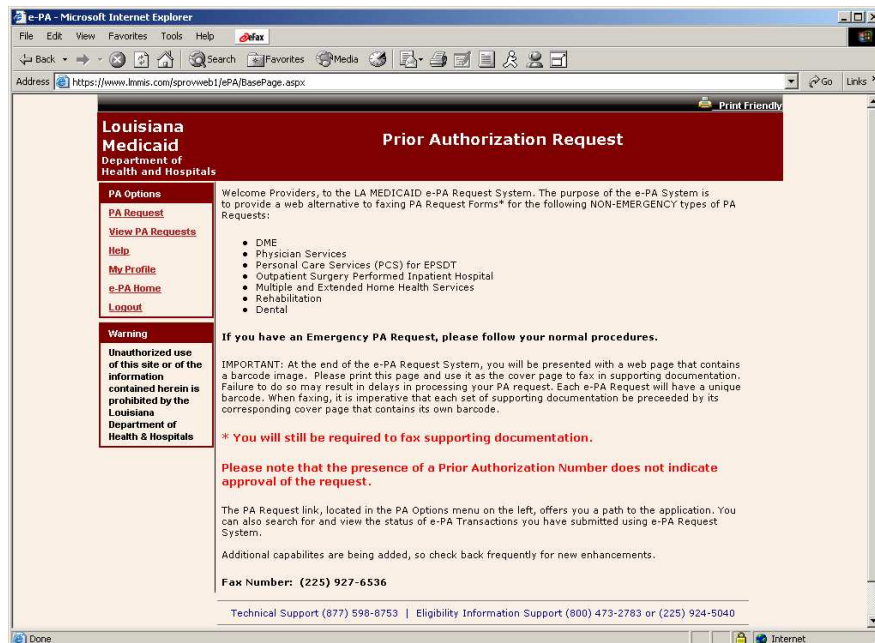 e-PA - Microsoft Internet Explorer
File Edit View Favorites Tools Help eFax
Back Search Favorites Media
Address https://www.lmmis.com/sprovweb1/ePA/BasePage.aspx Go Links
Print Friendly
Louisiana
Medicaid
Department of
Health and Hospitals
Prior Authorization Request
PA Options
PA Request
View PA Requests
Help
My Profile
e-PA Home
Logout
Warning
Unauthorized use
of this site or of the
information
contained herein is
prohibited by the
Louisiana
Department of
Health & Hospitals
Welcome Providers, to the LA MEDICAID e-PA Request System. The purpose of the e-PA System is
to provide a web alternative to faxing PA Request Forms* for the following NON-EMERGENCY types of PA
Requests:
• DME
• Physician Services
• Personal Care Services (PCS) for EPSDT
• Outpatient Surgery Performed Inpatient Hospital
• Multiple and Extended Home Health Services
• Rehabilitation
• Dental
If you have an Emergency PA Request, please follow your normal procedures.
IMPORTANT: At the end of the e-PA Request System, you will be presented with a web page that contains
a barcode image. Please print this page and use it as the cover page to fax in supporting documentation.
Failure to do so may result in delays in processing your PA request. Each e-PA Request will have a unique
barcode. When faxing, it is imperative that each set of supporting documentation be preceeded by its
corresponding cover page that contains its own barcode.
* You will still be required to fax supporting documentation.
Please note that the presence of a Prior Authorization Number does not indicate
approval of the request.
The PA Request link, located in the PA Options menu on the left, offers you a path to the application. You
can also search for and view the status of e-PA Transactions you have submitted using e-PA Request
System.
Additional capabilites are being added, so check back frequently for new enhancements.
Fax Number: (225) 927-6536
Technical Support (877) 598-8753 | Eligibility Information Support (800) 473-2783 or (225) 924-5040
Done Internet